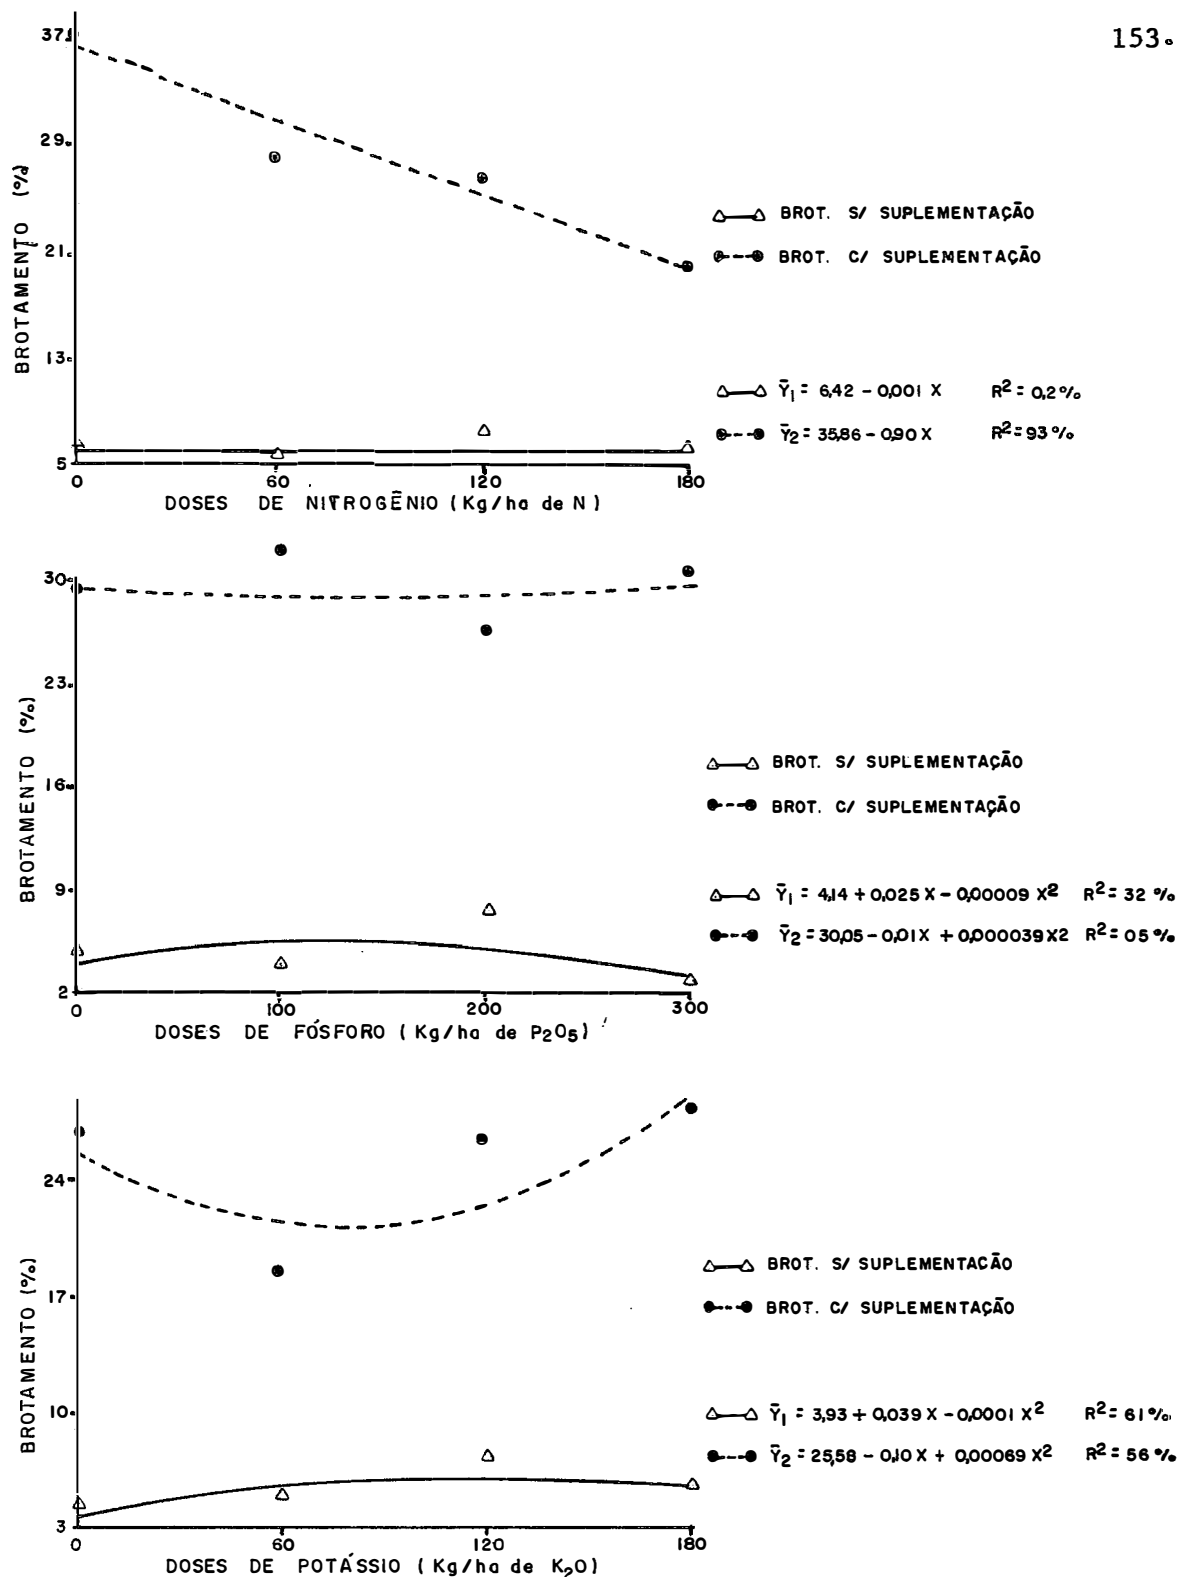 153.
37
29
21
13
5
BROTAMENTO (%)
BROT. S/ SUPLEMENTAÇÃO
BROT. C/ SUPLEMENTAÇÃO
Ȳ1 = 6,42 - 0,001 X R2 = 0,2 %
Ȳ2 = 35,86 - 0,90 X R2 = 93 %
0 60 120 180
DOSES DE NITROGÊNIO (Kg/ha de N)
30
23
16
9
2
BROTAMENTO (%)
BROT. S/ SUPLEMENTAÇÃO
BROT. C/ SUPLEMENTAÇÃO
Ȳ1 = 4,14 + 0,025 X - 0,00009 X2 R2 = 32 %
Ȳ2 = 30,05 - 0,01X + 0,000039X2 R2 = 05 %
0 100 200 300
DOSES DE FÓSFORO (Kg/ha de P2O5)
24
17
10
3
BROTAMENTO (%)
BROT. S/ SUPLEMENTAÇÃO
BROT. C/ SUPLEMENTAÇÃO
Ȳ1 = 3,93 + 0,039 X - 0,0001 X2 R2 = 61 %
Ȳ2 = 25,58 - 0,10 X + 0,00069 X2 R2 = 56 %
0 60 120 180
DOSES DE POTÁSSIO (Kg/ha de K2O)